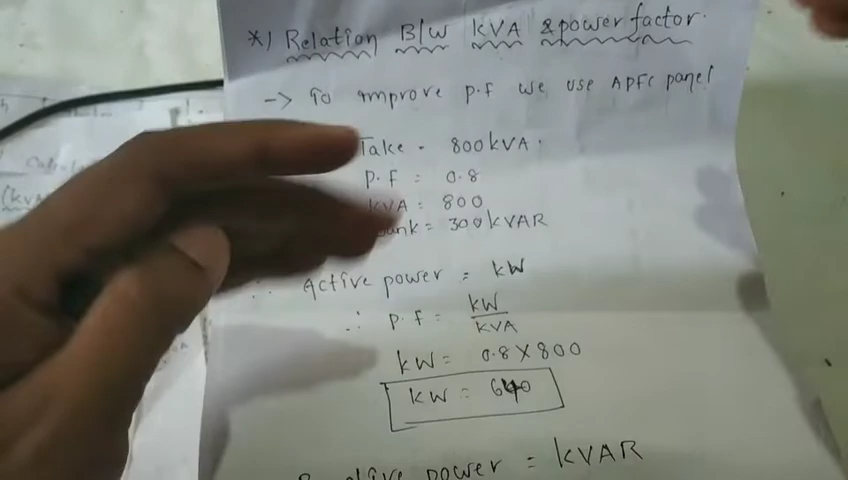 *) Relation B/W kVA & power factor.
-> To improve p.f we use APFC panel
Take - 800kVA.
p.f = 0.8
kVA = 800
bank = 300kVAR
∴ Active power = kW
∴ p.f = kW
kVA
kW = 0.8 X 800
kW = 640
power = kVAR